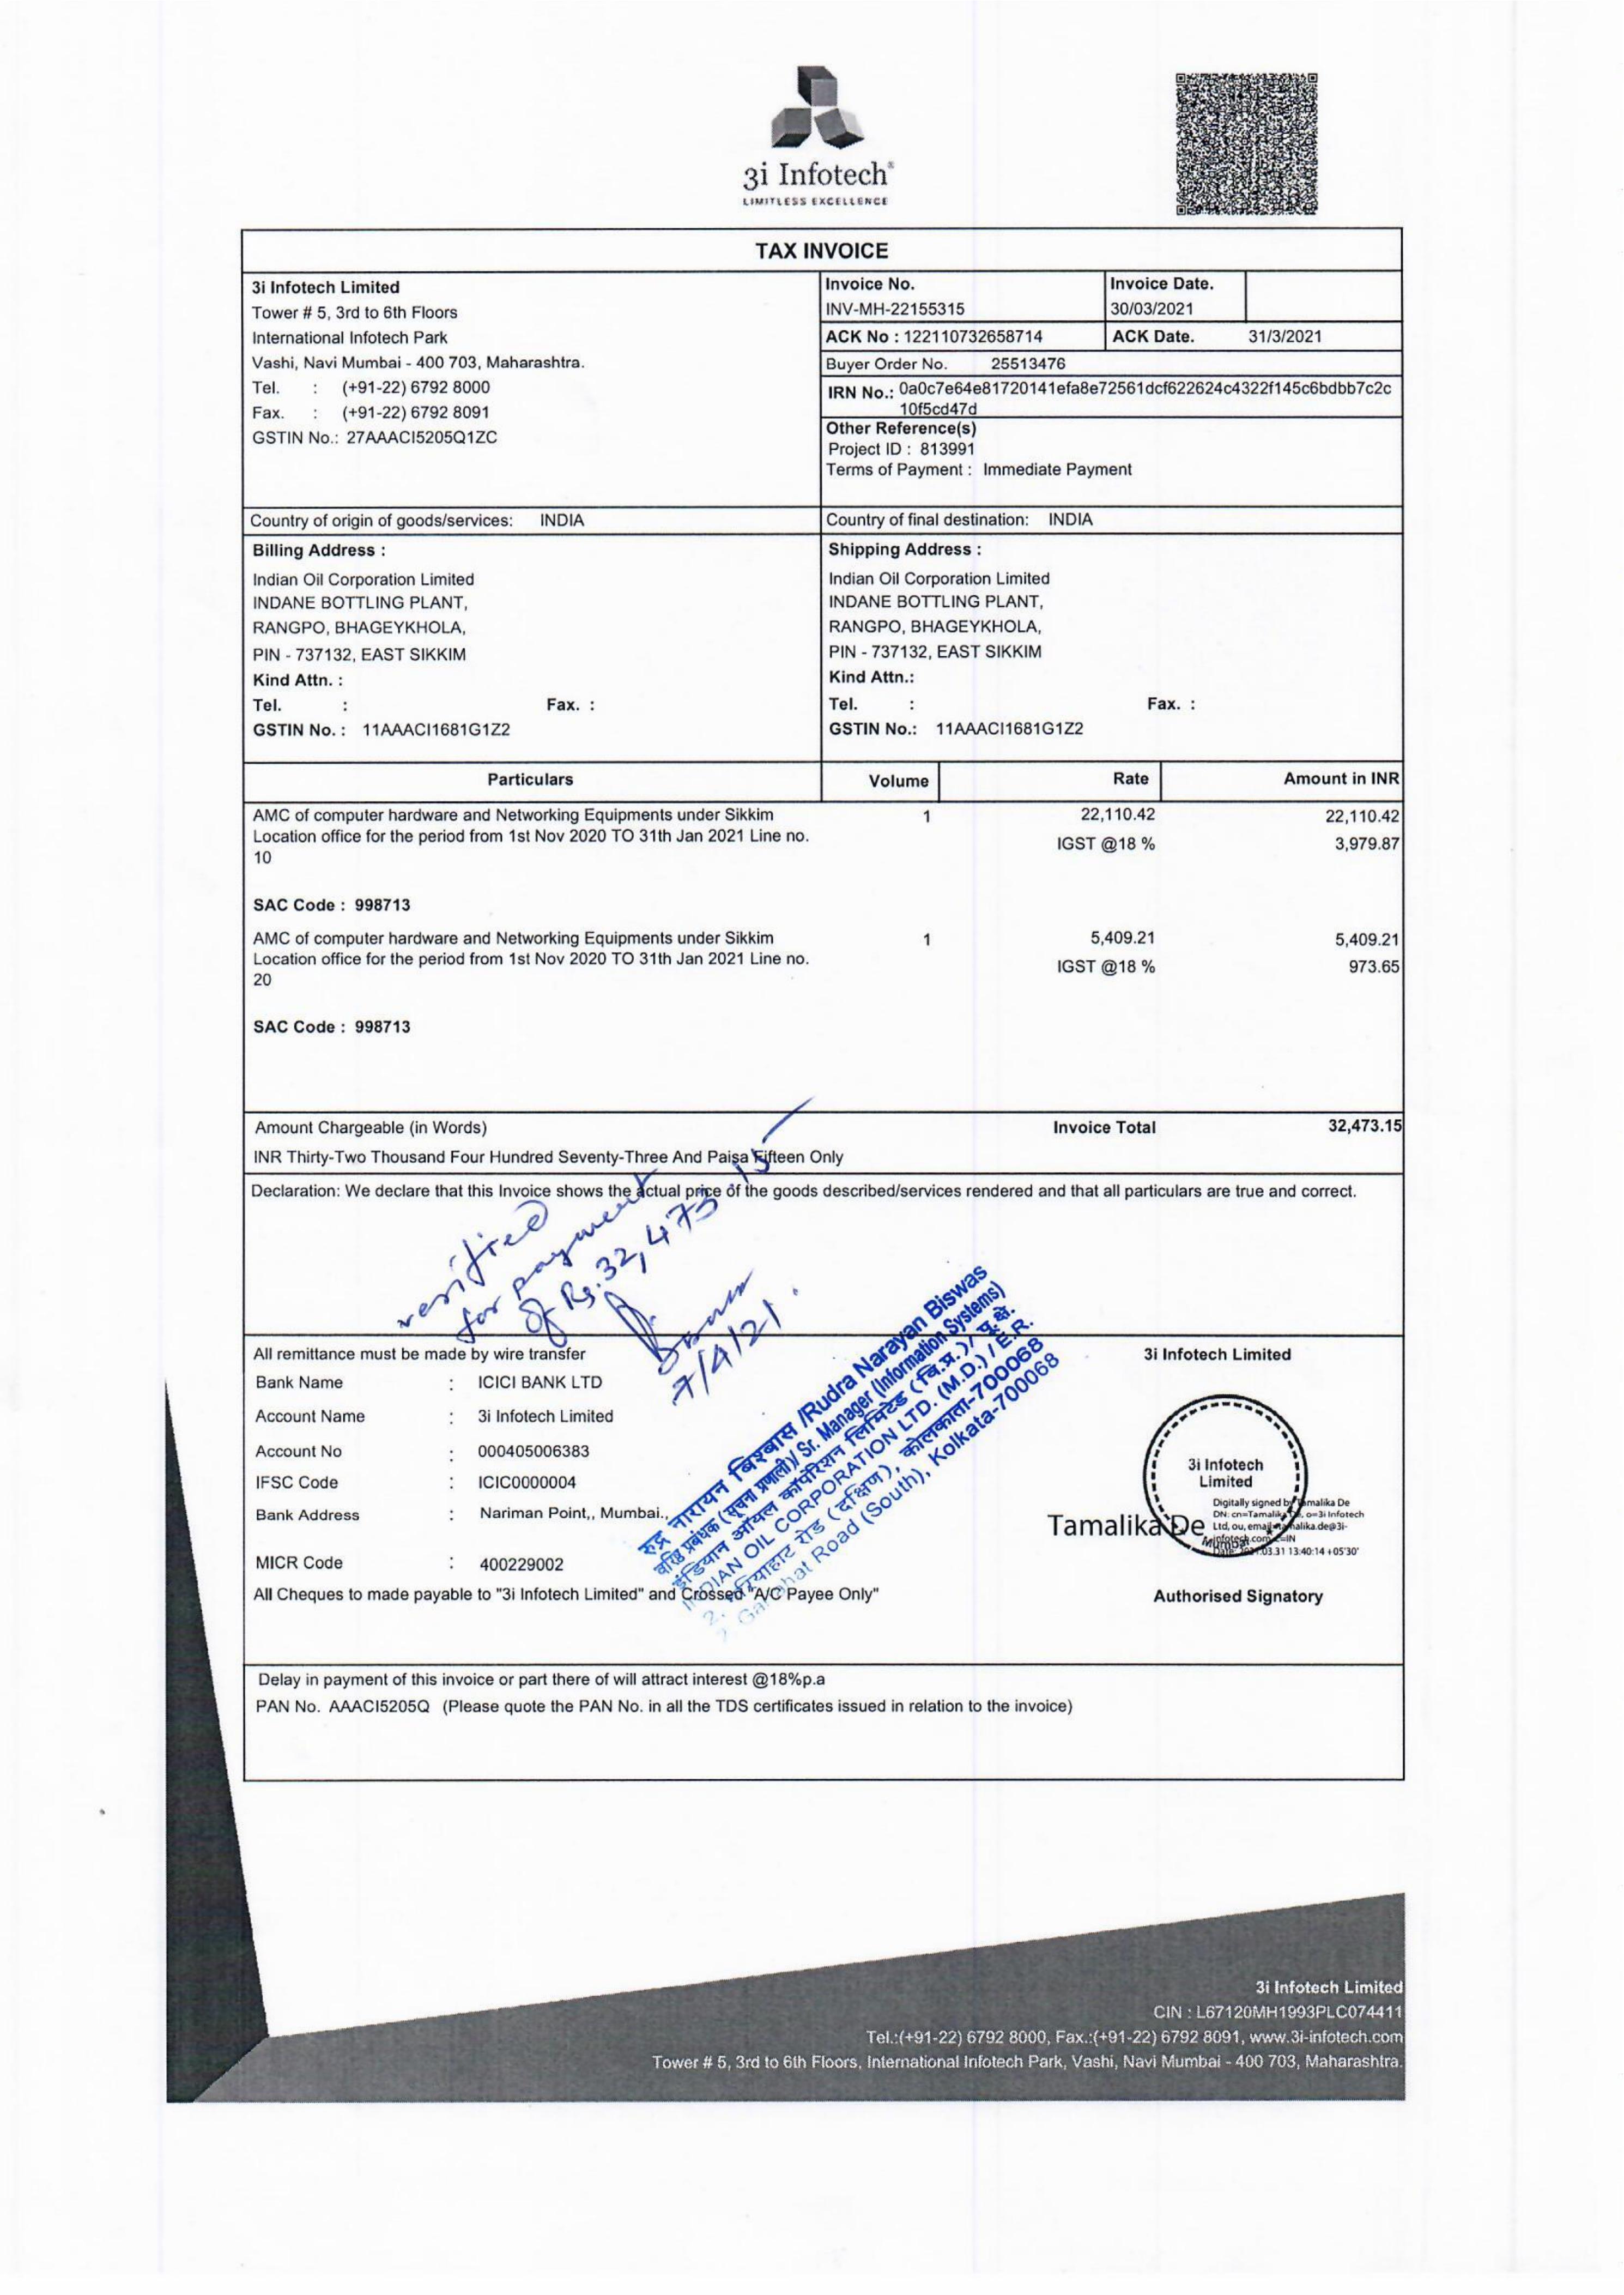 3i Infotech®
LIMITLESS EXCELLENCE
TAX INVOICE
3i Infotech Limited
Tower # 5, 3rd to 6th Floors
International Infotech Park
Vashi, Navi Mumbai - 400 703, Maharashtra.
Tel. : (+91-22) 6792 8000
Fax. : (+91-22) 6792 8091
GSTIN No.: 27AAACI5205Q1ZC
Invoice No.
INV-MH-22155315
Invoice Date.
30/03/2021
ACK No : 122110732658714
ACK Date. 31/3/2021
Buyer Order No. 25513476
IRN No.: 0a0c7e64e81720141efa8e72561dcf622624c4322f145c6bdbb7c2c
10f5cd47d
Other Reference(s)
Project ID : 813991
Terms of Payment : Immediate Payment
Country of origin of goods/services: INDIA
Country of final destination: INDIA
Billing Address :
Indian Oil Corporation Limited
INDANE BOTTLING PLANT,
RANGPO, BHAGEYKHOLA,
PIN - 737132, EAST SIKKIM
Kind Attn. :
Tel. : Fax. :
GSTIN No. : 11AAACI1681G1Z2
Shipping Address :
Indian Oil Corporation Limited
INDANE BOTTLING PLANT,
RANGPO, BHAGEYKHOLA,
PIN - 737132, EAST SIKKIM
Kind Attn.:
Tel. : Fax. :
GSTIN No.: 11AAACI1681G1Z2
Particulars Volume Rate Amount in INR
AMC of computer hardware and Networking Equipments under Sikkim 1 22,110.42 22,110.42
Location office for the period from 1st Nov 2020 TO 31th Jan 2021 Line no. IGST @18 % 3,979.87
10
SAC Code : 998713
AMC of computer hardware and Networking Equipments under Sikkim 1 5,409.21 5,409.21
Location office for the period from 1st Nov 2020 TO 31th Jan 2021 Line no. IGST @18 % 973.65
20
SAC Code : 998713
Amount Chargeable (in Words) Invoice Total 32,473.15
INR Thirty-Two Thousand Four Hundred Seventy-Three And Paisa Fifteen Only
Declaration: We declare that this Invoice shows the actual price of the goods described/services rendered and that all particulars are true and correct.
verified
for payment
of Rs. 32,473.15
7/4/21.
रुद्र नारायन बिश्बास /Rudra Narayan Biswas
वरिष्ठ प्रबंधक (सूचना प्रणाली)/ Sr. Manager (Information Systems)
इंडियान ऑयल कॉर्पोरेशन लिमिटेड (वि.प्र.)/ पू.क्षे.
INDIAN OIL CORPORATION LTD. (M.D.) / E.R.
2, गरियाहाट रोड (दक्षिण), कोलकाता-700068
2, Gariahat Road (South), Kolkata-700068
All remittance must be made by wire transfer
Bank Name : ICICI BANK LTD
Account Name : 3i Infotech Limited
Account No : 000405006383
IFSC Code : ICIC0000004
Bank Address : Nariman Point,, Mumbai.,
MICR Code : 400229002
All Cheques to made payable to "3i Infotech Limited" and Crossed "A/C Payee Only"
3i Infotech Limited
3i Infotech
Limited
Mumbai
Tamalika De
Digitally signed by Tamalika De
DN: cn=Tamalika De, o=3i Infotech
Ltd, ou, email=tamalika.de@3i-
infotech.com, c=IN
Date: 2021.03.31 13:40:14 +05'30'
Authorised Signatory
Delay in payment of this invoice or part there of will attract interest @18%p.a
PAN No. AAACI5205Q (Please quote the PAN No. in all the TDS certificates issued in relation to the invoice)
3i Infotech Limited
CIN : L67120MH1993PLC074411
Tel.:(+91-22) 6792 8000, Fax.:(+91-22) 6792 8091, www.3i-infotech.com
Tower # 5, 3rd to 6th Floors, International Infotech Park, Vashi, Navi Mumbai - 400 703, Maharashtra.